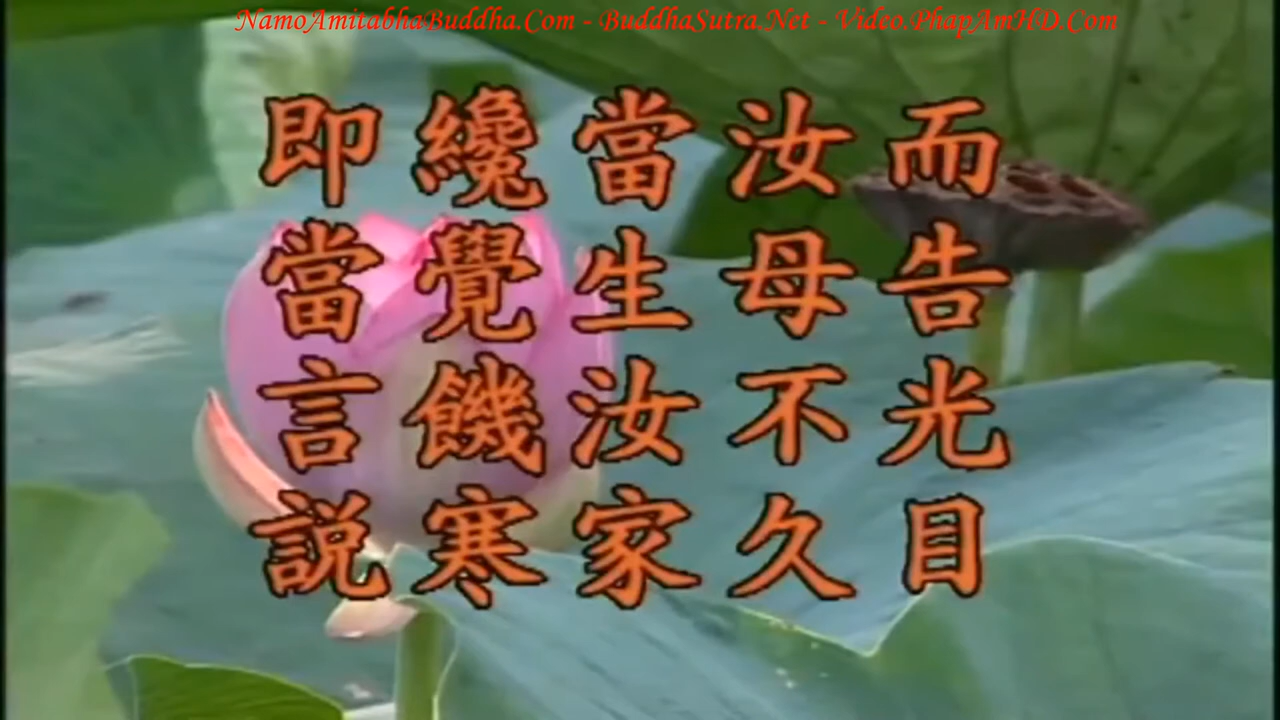 NamoAmitabhaBuddha.Com - BuddhaSutra.Net - Video.PhapAmHD.Com
而告光目
汝母不久
當生汝家
纔覺饑寒
即當言說